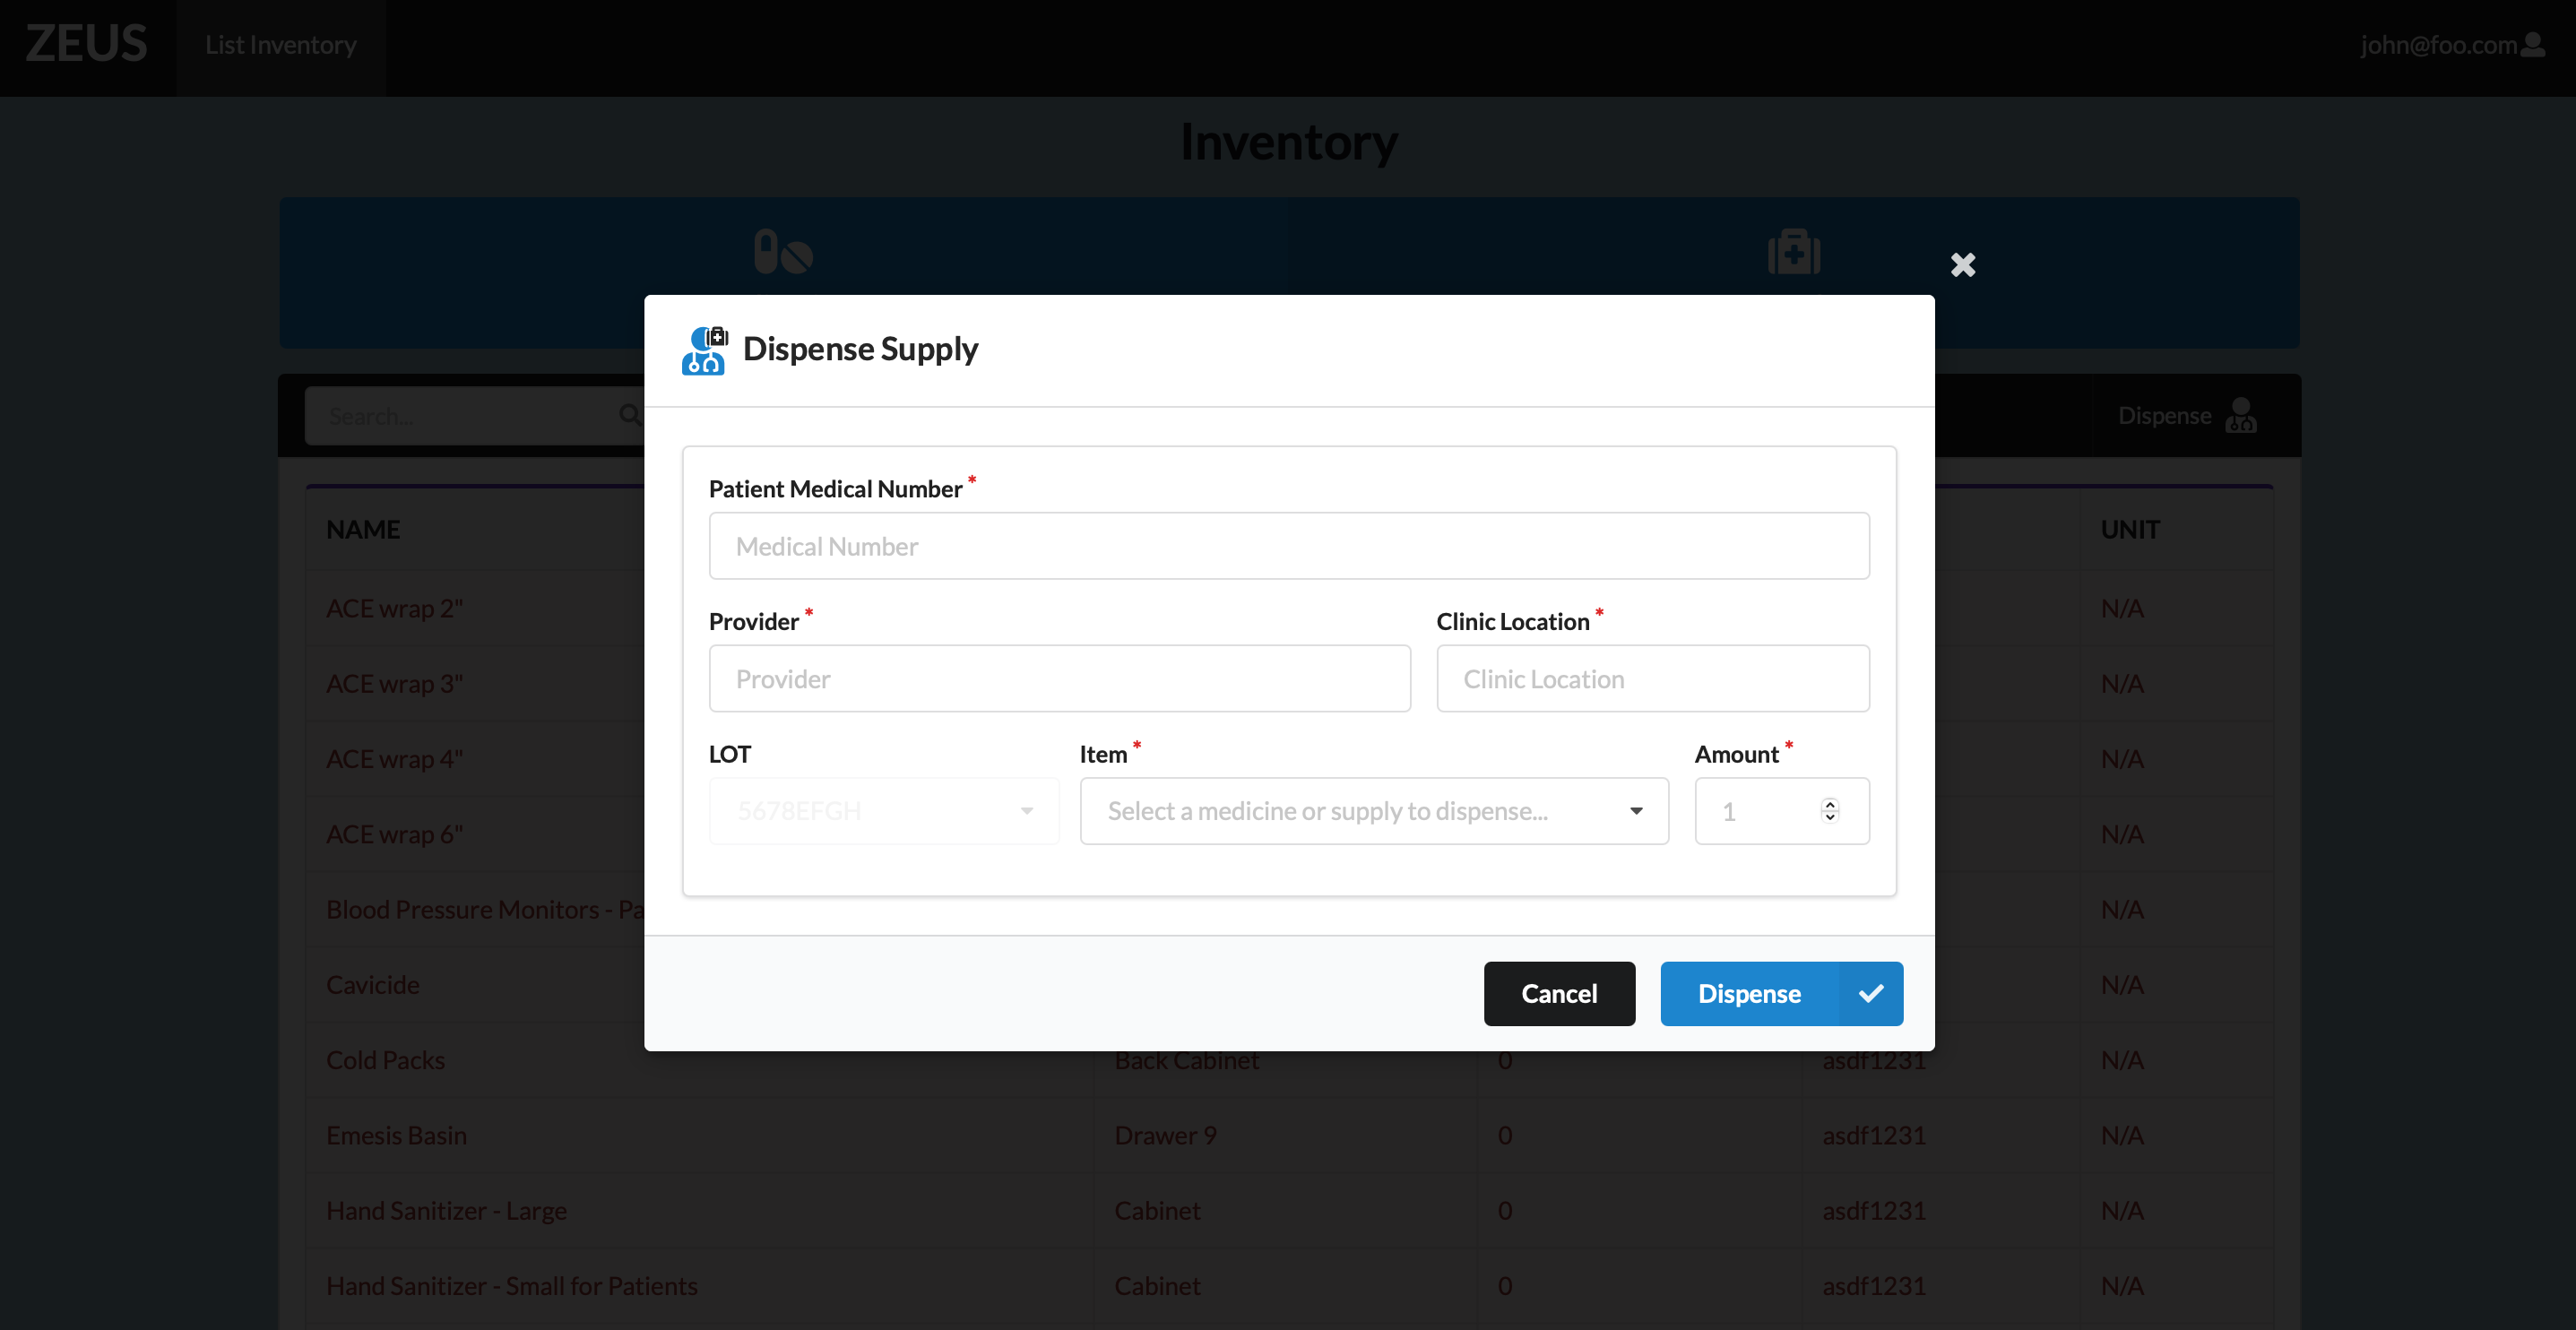 ZEUS List Inventory john@foo.com
Inventory
Dispense Supply
Search... Dispense
Patient Medical Number *
Medical Number
NAME UNIT
Provider * Clinic Location *
Provider Clinic Location
LOT Item * Amount *
5678EFGH Select a medicine or supply to dispense... 1
ACE wrap 2" N/A
ACE wrap 3" N/A
ACE wrap 4" N/A
ACE wrap 6" N/A
Blood Pressure Monitors - Pa N/A
Cavicide N/A
Cancel Dispense
Cold Packs Back Cabinet 0 asdf1231 N/A
Emesis Basin Drawer 9 0 asdf1231 N/A
Hand Sanitizer - Large Cabinet 0 asdf1231 N/A
Hand Sanitizer - Small for Patients Cabinet 0 asdf1231 N/A